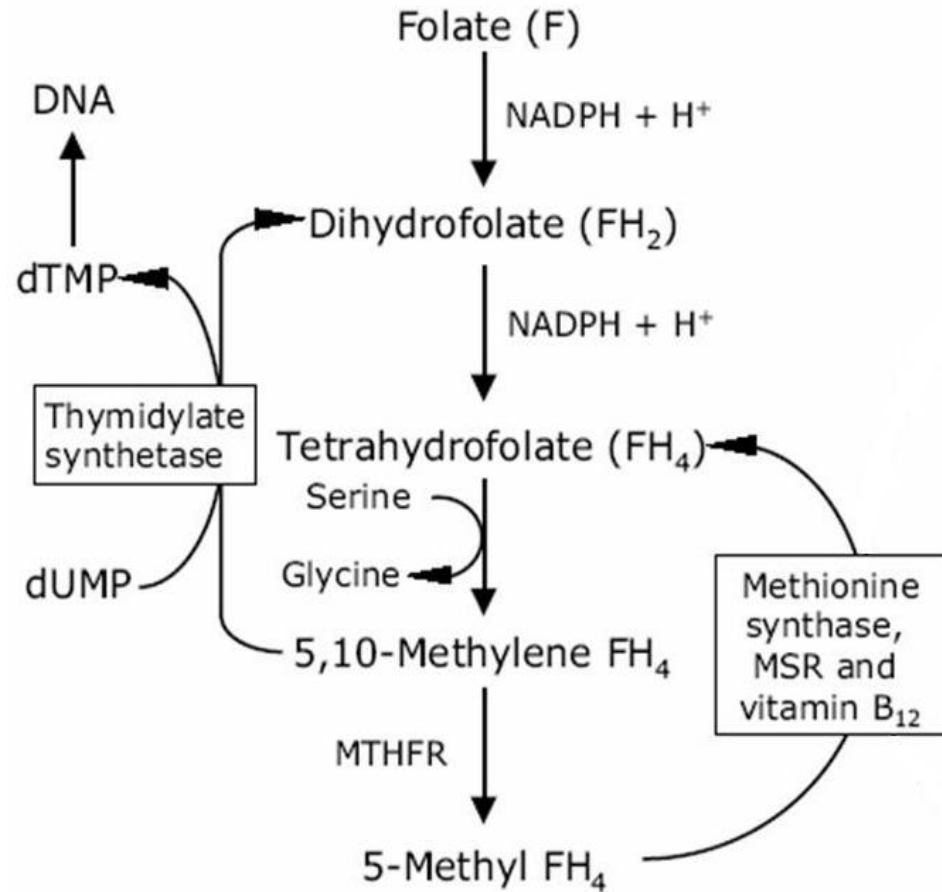 Folate (F)
DNA
NADPH + H⁺
Dihydrofolate (FH₂)
dTMP
NADPH + H⁺
Thymidylate
synthetase
Tetrahydrofolate (FH₄)
Serine
Glycine
dUMP
Methionine
synthase,
MSR and
vitamin B₁₂
5,10-Methylene FH₄
MTHFR
5-Methyl FH₄